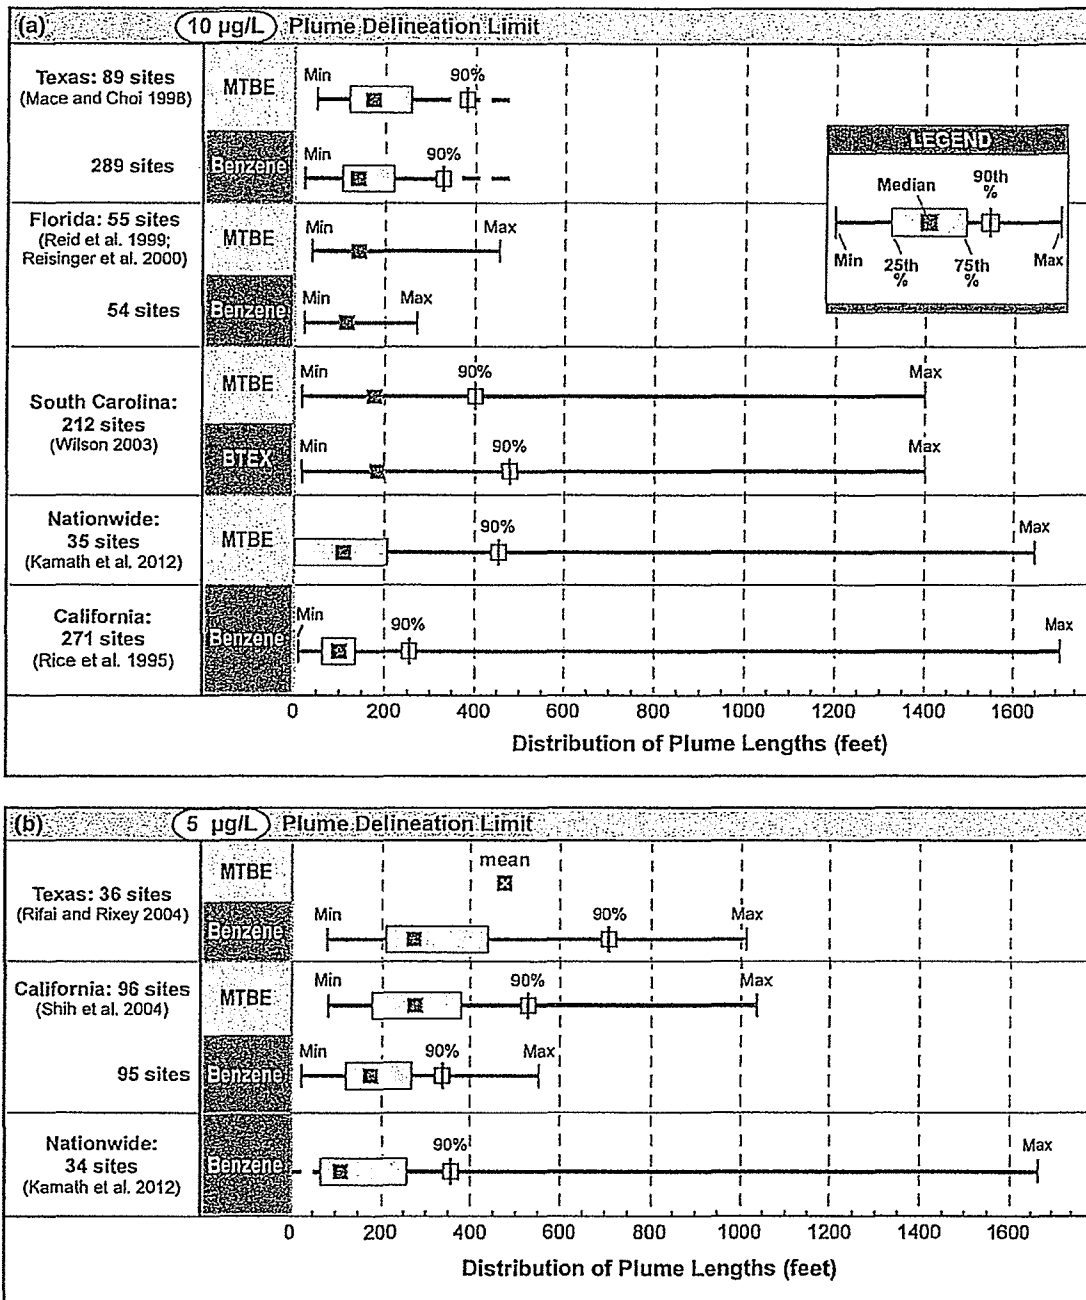 (a) 10 µg/L Plume Delineation Limit
Texas: 89 sites
(Mace and Choi 1998)
MTBE
Min
90%
289 sites
Benzene
Min
90%
LEGEND
Median
90th
%
Min
25th
%
75th
%
Max
Florida: 55 sites
(Reid et al. 1999;
Reisinger et al. 2000)
MTBE
Min
Max
54 sites
Benzene
Min
Max
South Carolina:
212 sites
(Wilson 2003)
MTBE
Min
90%
Max
BTEX
Min
90%
Max
Nationwide:
35 sites
(Kamath et al. 2012)
MTBE
90%
Max
California:
271 sites
(Rice et al. 1995)
Benzene
Min
90%
Max
0 200 400 600 800 1000 1200 1400 1600
Distribution of Plume Lengths (feet)
(b) 5 µg/L Plume Delineation Limit
Texas: 36 sites
(Rifai and Rixey 2004)
MTBE
mean
Benzene
Min
90%
Max
California: 96 sites
(Shih et al. 2004)
MTBE
Min
90%
Max
95 sites
Benzene
Min
90%
Max
Nationwide:
34 sites
(Kamath et al. 2012)
Benzene
90%
Max
0 200 400 600 800 1000 1200 1400 1600
Distribution of Plume Lengths (feet)